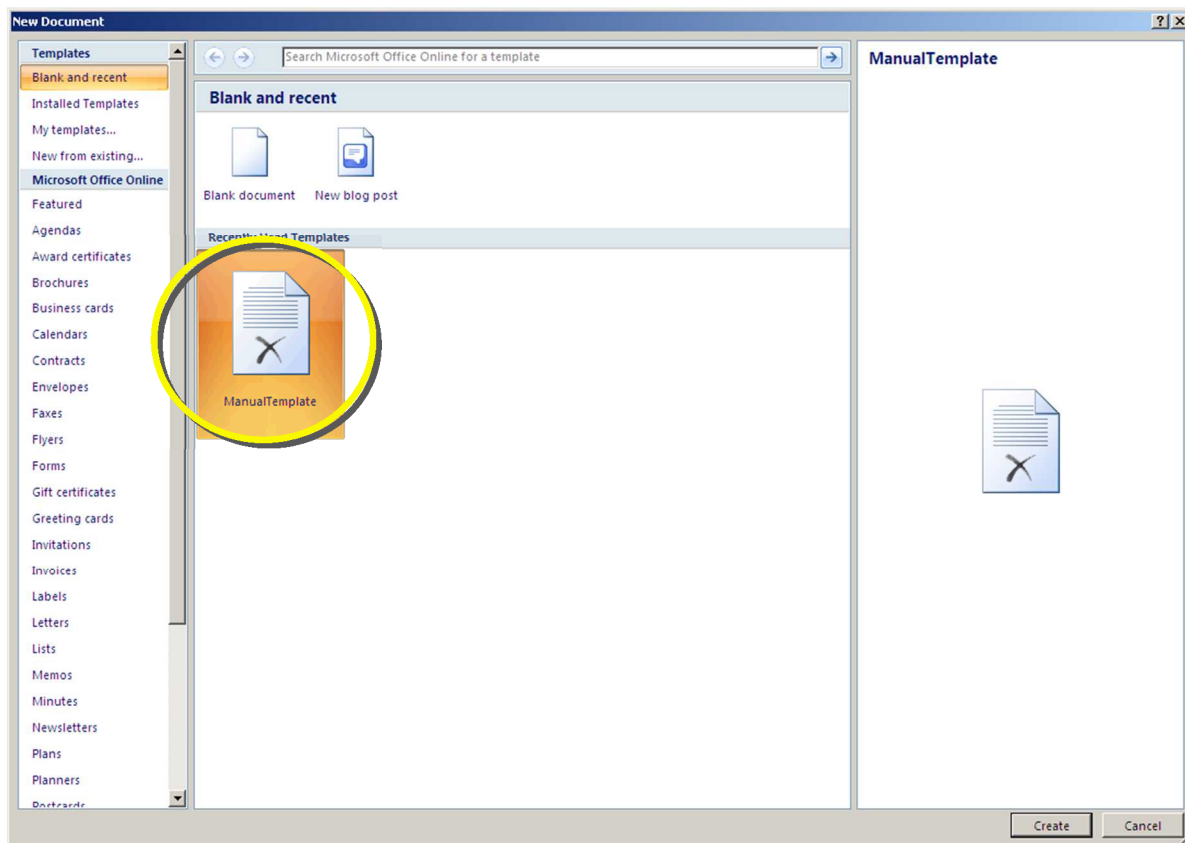 New Document
Templates
Blank and recent
Installed Templates
My templates...
New from existing...
Microsoft Office Online
Featured
Agendas
Award certificates
Brochures
Business cards
Calendars
Contracts
Envelopes
Faxes
Flyers
Forms
Gift certificates
Greeting cards
Invitations
Invoices
Labels
Letters
Lists
Memos
Minutes
Newsletters
Plans
Planners
Postcards
Search Microsoft Office Online for a template
Blank and recent
Blank document
New blog post
Recently Used Templates
ManualTemplate
ManualTemplate
Create
Cancel